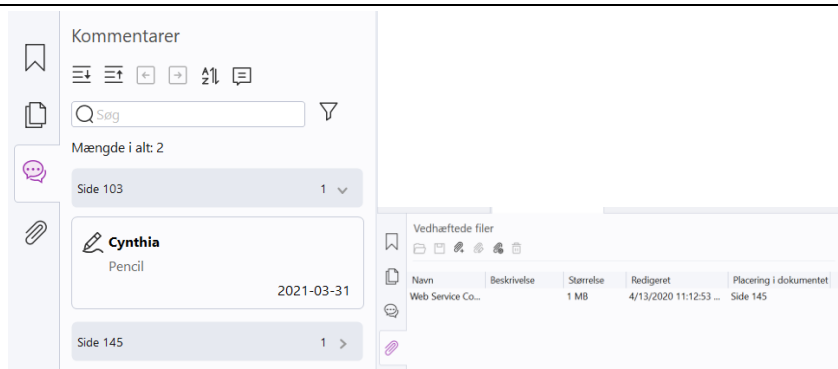 Kommentarer
Søg
Mængde i alt: 2
Side 103 1
Cynthia
Pencil
2021-03-31
Side 145 1
Vedhæftede filer
Navn Beskrivelse Størrelse Redigeret Placering i dokumentet
Web Service Co... 1 MB 4/13/2020 11:12:53 ... Side 145